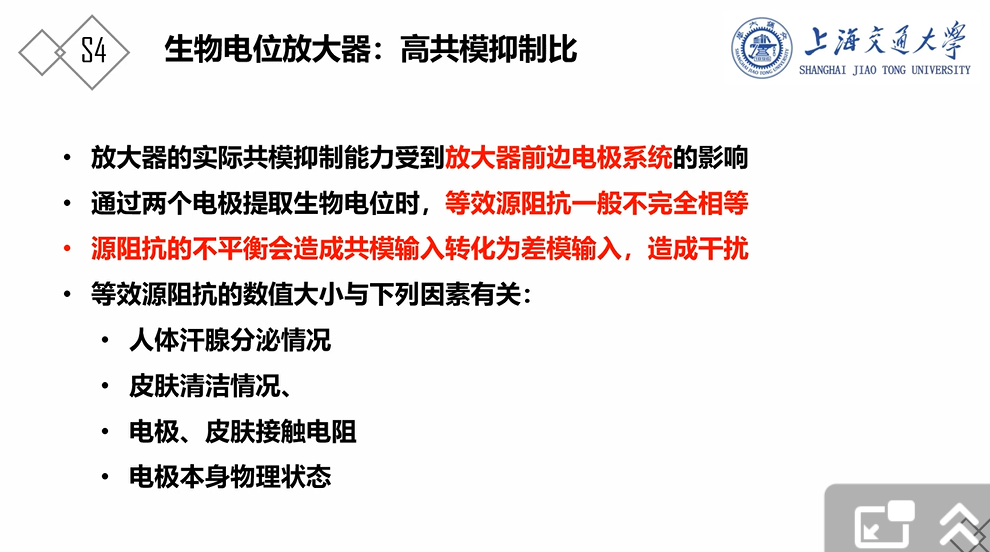 S4
生物电位放大器：高共模抑制比
上海交通大学
SHANGHAI JIAO TONG UNIVERSITY
• 放大器的实际共模抑制能力受到放大器前边电极系统的影响
• 通过两个电极提取生物电位时，等效源阻抗一般不完全相等
• 源阻抗的不平衡会造成共模输入转化为差模输入，造成干扰
• 等效源阻抗的数值大小与下列因素有关：
• 人体汗腺分泌情况
• 皮肤清洁情况、
• 电极、皮肤接触电阻
• 电极本身物理状态